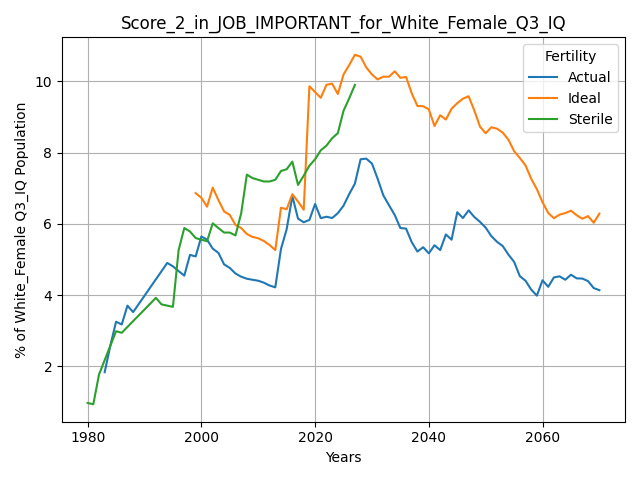 Score_2_in_JOB_IMPORTANT_for_White_Female_Q3_IQ
% of White_Female Q3_IQ Population
10
8
6
4
2
Fertility
Actual
Ideal
Sterile
1980
2000
2020
2040
2060
Years